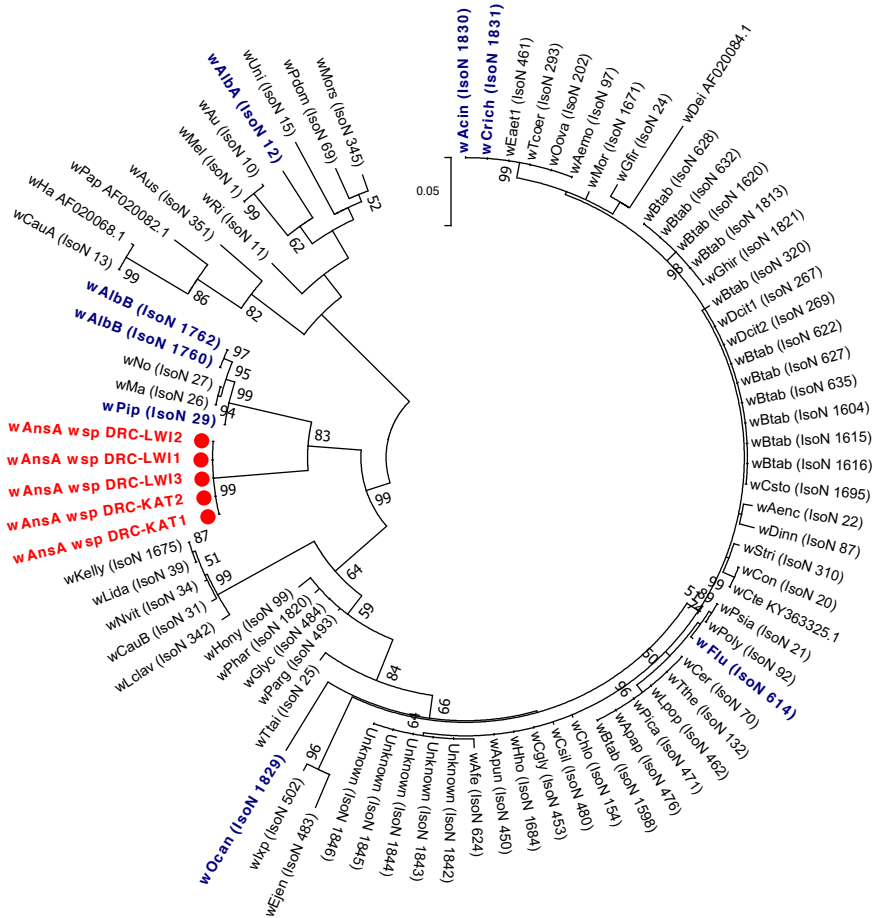 wAcin (IsoN 1830)
wCrich (IsoN 1831)
wEaet1 (IsoN 461)
wTcoer (IsoN 293)
wOova (IsoN 202)
wAemo (IsoN 97)
wMor (IsoN 1671)
wGfir (IsoN 24)
wDei AF020084.1
wBtab (IsoN 628)
wBtab (IsoN 632)
wBtab (IsoN 1620)
wBtab (IsoN 1813)
wGhir (IsoN 1821)
wBtab (IsoN 320)
wDcit1 (IsoN 267)
wDcit2 (IsoN 269)
wBtab (IsoN 622)
wBtab (IsoN 627)
wBtab (IsoN 635)
wBtab (IsoN 1604)
wBtab (IsoN 1615)
wBtab (IsoN 1616)
wCsto (IsoN 1695)
wAenc (IsoN 22)
wDinn (IsoN 87)
wStri (IsoN 310)
wCon (IsoN 20)
wCte KY363325.1
wPsia (IsoN 21)
wPoly (IsoN 92)
wFlu (IsoN 614)
wCer (IsoN 70)
wTthe (IsoN 132)
wLpop (IsoN 462)
wPica (IsoN 471)
wApap (IsoN 476)
wBtab (IsoN 1598)
wChlo (IsoN 154)
wCsil (IsoN 480)
wCgly (IsoN 453)
wHho (IsoN 1684)
wApun (IsoN 450)
wAfe (IsoN 624)
Unknown (IsoN 1842)
Unknown (IsoN 1843)
Unknown (IsoN 1844)
Unknown (IsoN 1845)
Unknown (IsoN 1846)
wEjen (IsoN 483)
wIxp (IsoN 502)
wOcan (IsoN 1829)
wTtai (IsoN 25)
wParg (IsoN 493)
wGlyc (IsoN 484)
wPhar (IsoN 1820)
wHony (IsoN 99)
wLclav (IsoN 342)
wCauB (IsoN 31)
wNvit (IsoN 34)
wLida (IsoN 39)
wKelly (IsoN 1675)
wAnsA wsp DRC-KAT1
wAnsA wsp DRC-KAT2
wAnsA wsp DRC-LWI3
wAnsA wsp DRC-LWI1
wAnsA wsp DRC-LWI2
wPip (IsoN 29)
wMa (IsoN 26)
wNo (IsoN 27)
wAlbB (IsoN 1760)
wAlbB (IsoN 1762)
wCauA (IsoN 13)
wHa AF020068.1
wPap AF020082.1
wAus (IsoN 351)
wRi (IsoN 11)
wMel (IsoN 1)
wAu (IsoN 10)
wAlbA (IsoN 12)
wUni (IsoN 15)
wPdom (IsoN 69)
wMors (IsoN 345)
0.05
99
98
52
99
62
99
86
82
97
95
99
94
83
99
99
87
51
99
64
59
84
66
96
50
96
99